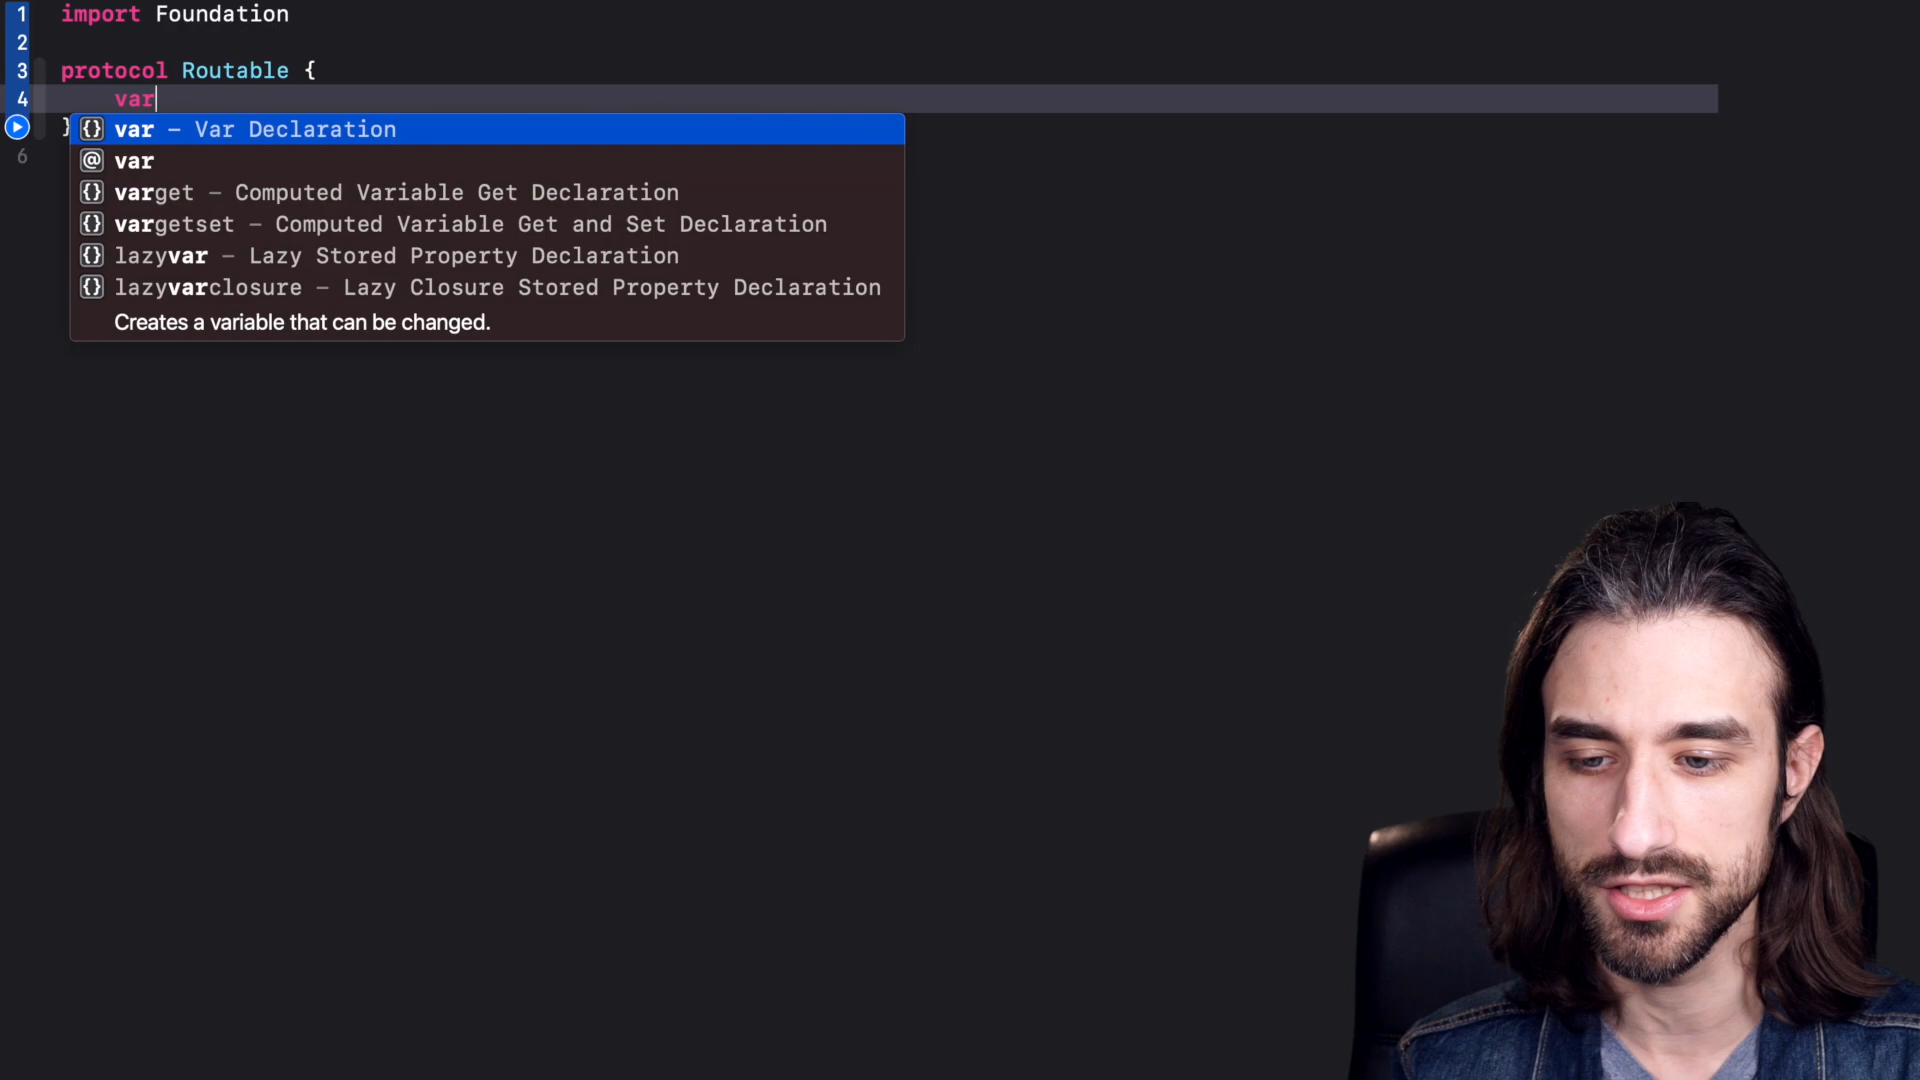 1 import Foundation
2
3 protocol Routable {
4 var
}
{} var – Var Declaration
@ var
{} varget – Computed Variable Get Declaration
{} vargetset – Computed Variable Get and Set Declaration
{} lazyvar – Lazy Stored Property Declaration
{} lazyvarclosure – Lazy Closure Stored Property Declaration
Creates a variable that can be changed.
6